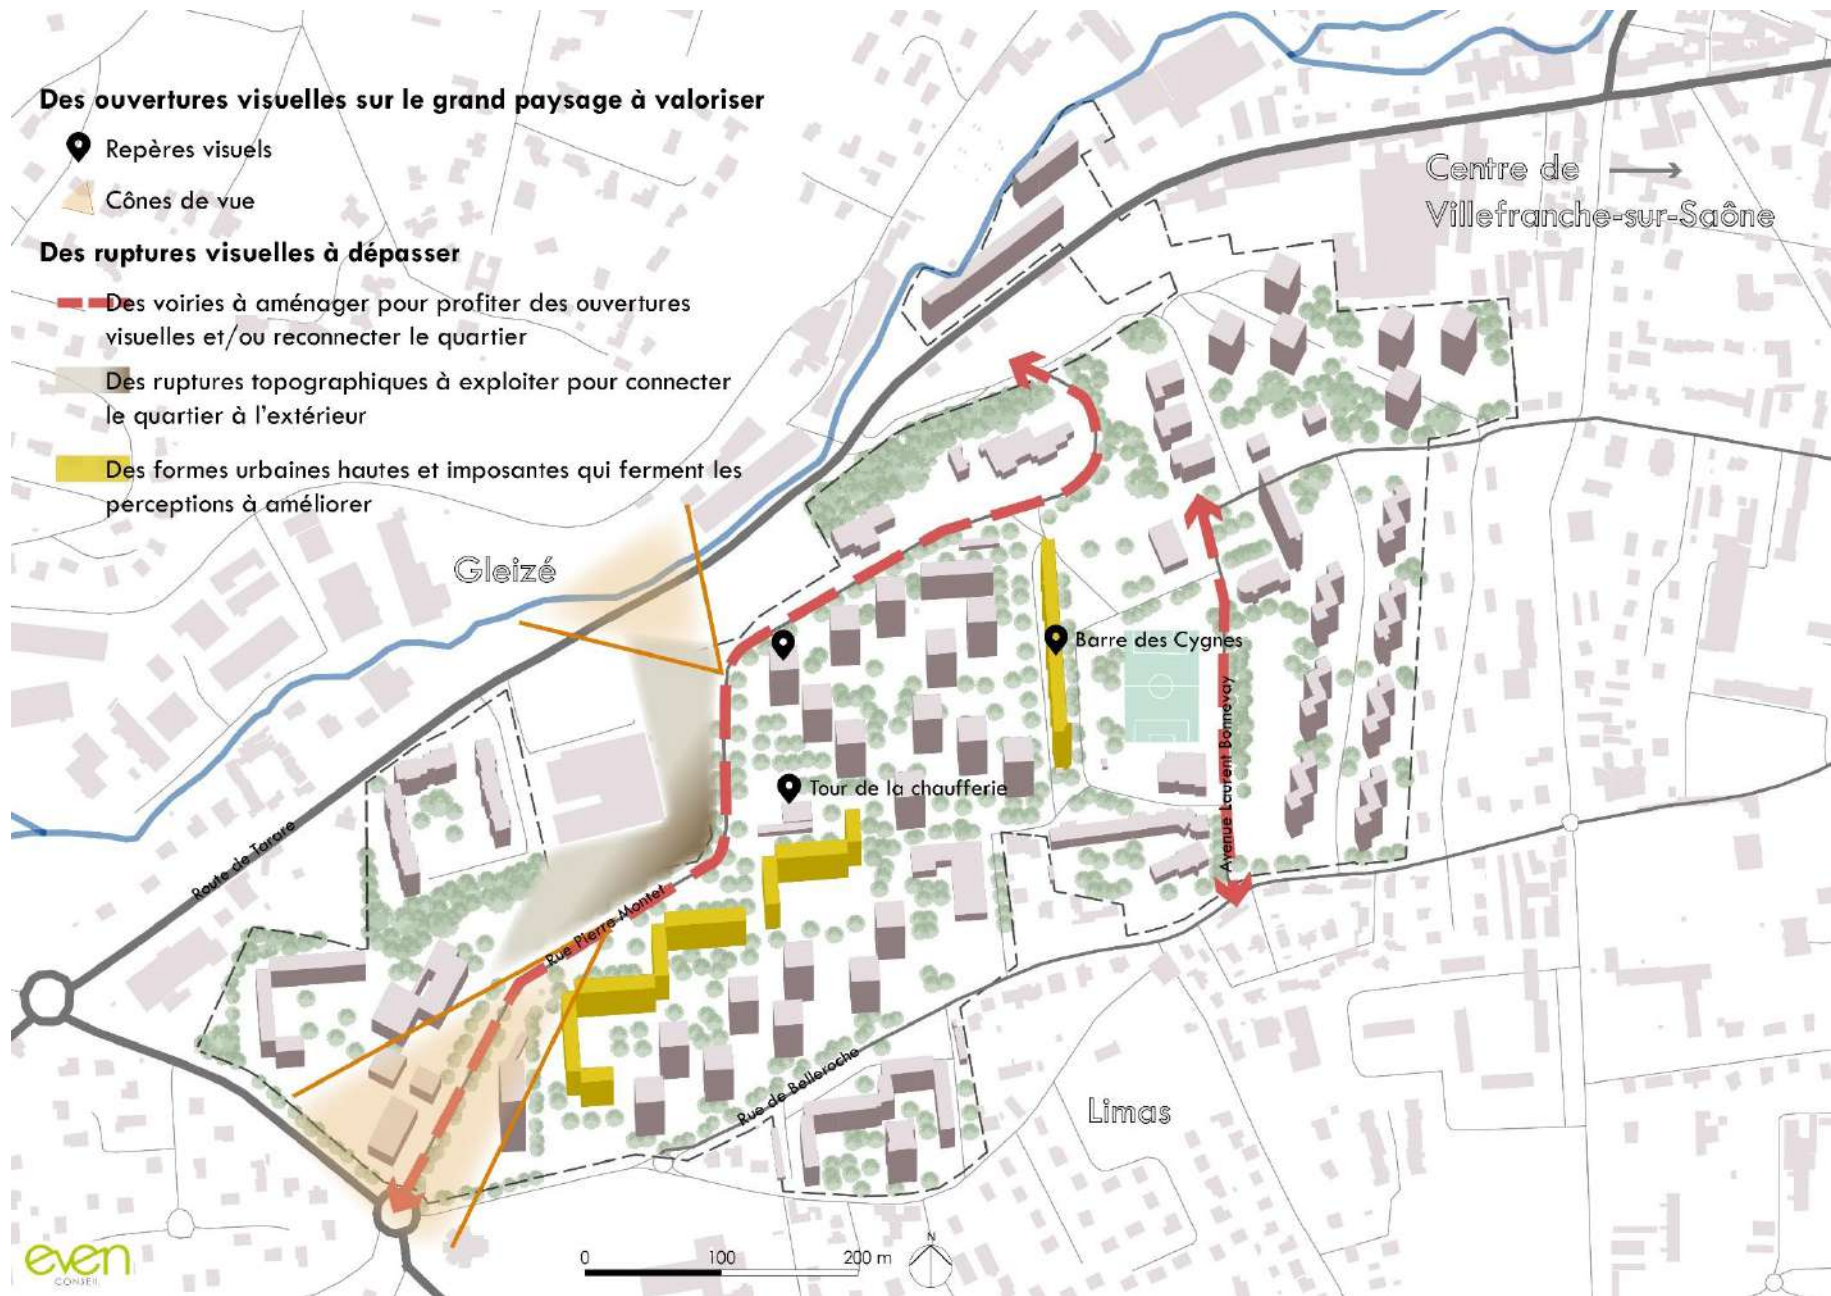 Des ouvertures visuelles sur le grand paysage à valoriser
Repères visuels
Cônes de vue
Des ruptures visuelles à dépasser
Des voiries à aménager pour profiter des ouvertures
visuelles et/ou reconnecter le quartier
Des ruptures topographiques à exploiter pour connecter
le quartier à l'extérieur
Des formes urbaines hautes et imposantes qui ferment les
perceptions à améliorer
Centre de
Villefranche-sur-Saône
Gleizé
Barre des Cygnes
Tour de la chaufferie
Avenue Laurent Bonnevay
Route de Tarare
Rue Pierre Montet
Rue de Belleroche
Limas
even
CONSEIL
0 100 200 m
N